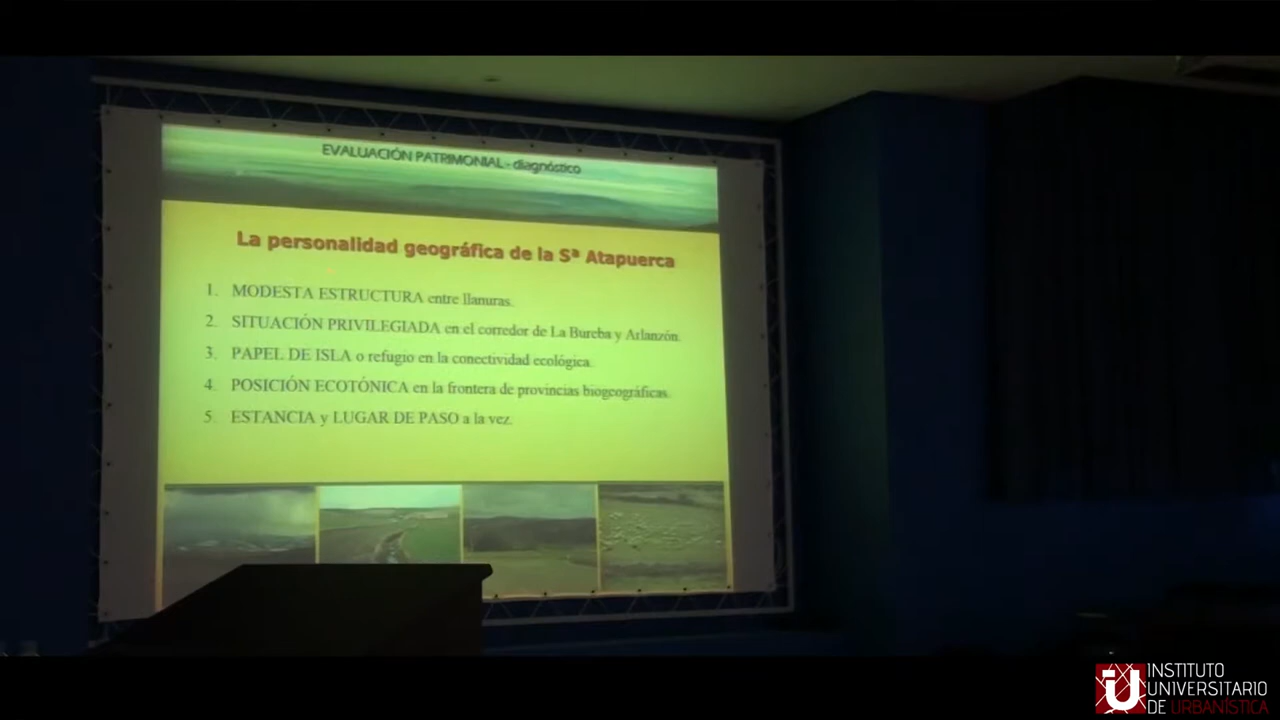 EVALUACIÓN PATRIMONIAL - diagnóstico
La personalidad geográfica de la Sª Atapuerca
1. MODESTA ESTRUCTURA entre llanuras.
2. SITUACIÓN PRIVILEGIADA en el corredor de La Bureba y Arlanzón.
3. PAPEL DE ISLA o refugio en la conectividad ecológica.
4. POSICIÓN ECOTÓNICA en la frontera de provincias biogeográficas.
5. ESTANCIA y LUGAR DE PASO a la vez.
iU INSTITUTO
UNIVERSITARIO
DE URBANÍSTICA